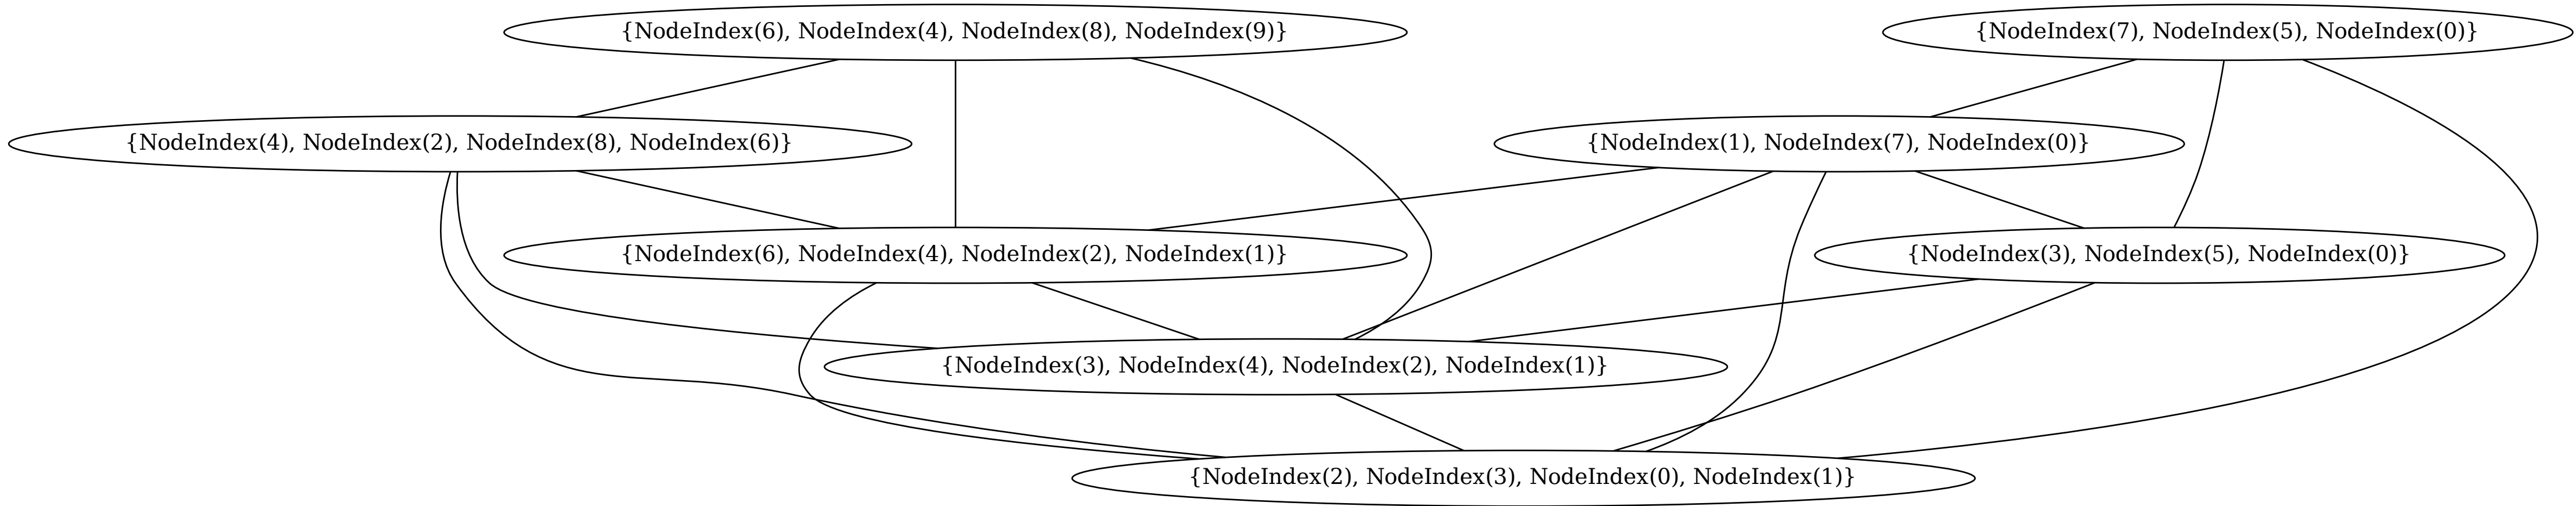 {NodeIndex(6), NodeIndex(4), NodeIndex(8), NodeIndex(9)}
{NodeIndex(7), NodeIndex(5), NodeIndex(0)}
{NodeIndex(4), NodeIndex(2), NodeIndex(8), NodeIndex(6)}
{NodeIndex(1), NodeIndex(7), NodeIndex(0)}
{NodeIndex(6), NodeIndex(4), NodeIndex(2), NodeIndex(1)}
{NodeIndex(3), NodeIndex(5), NodeIndex(0)}
{NodeIndex(3), NodeIndex(4), NodeIndex(2), NodeIndex(1)}
{NodeIndex(2), NodeIndex(3), NodeIndex(0), NodeIndex(1)}